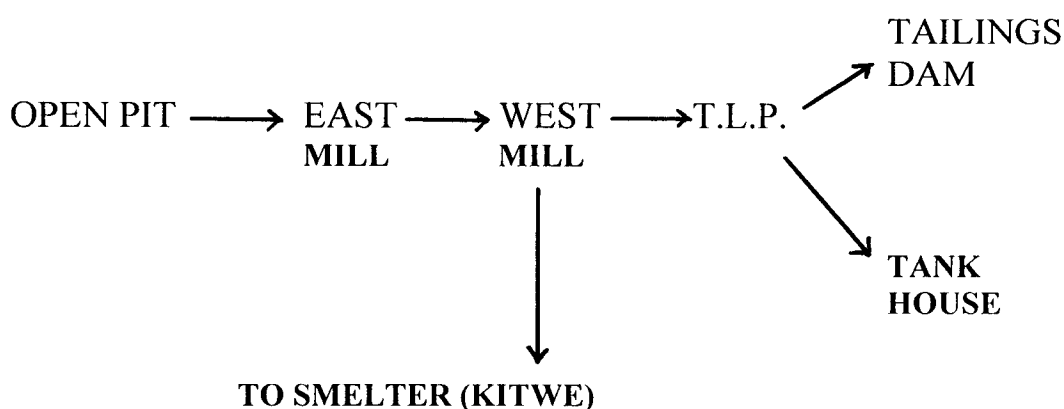 TAILINGS
DAM
OPEN PIT
EAST
MILL
WEST
MILL
T.L.P.
TANK
HOUSE
TO SMELTER (KITWE)